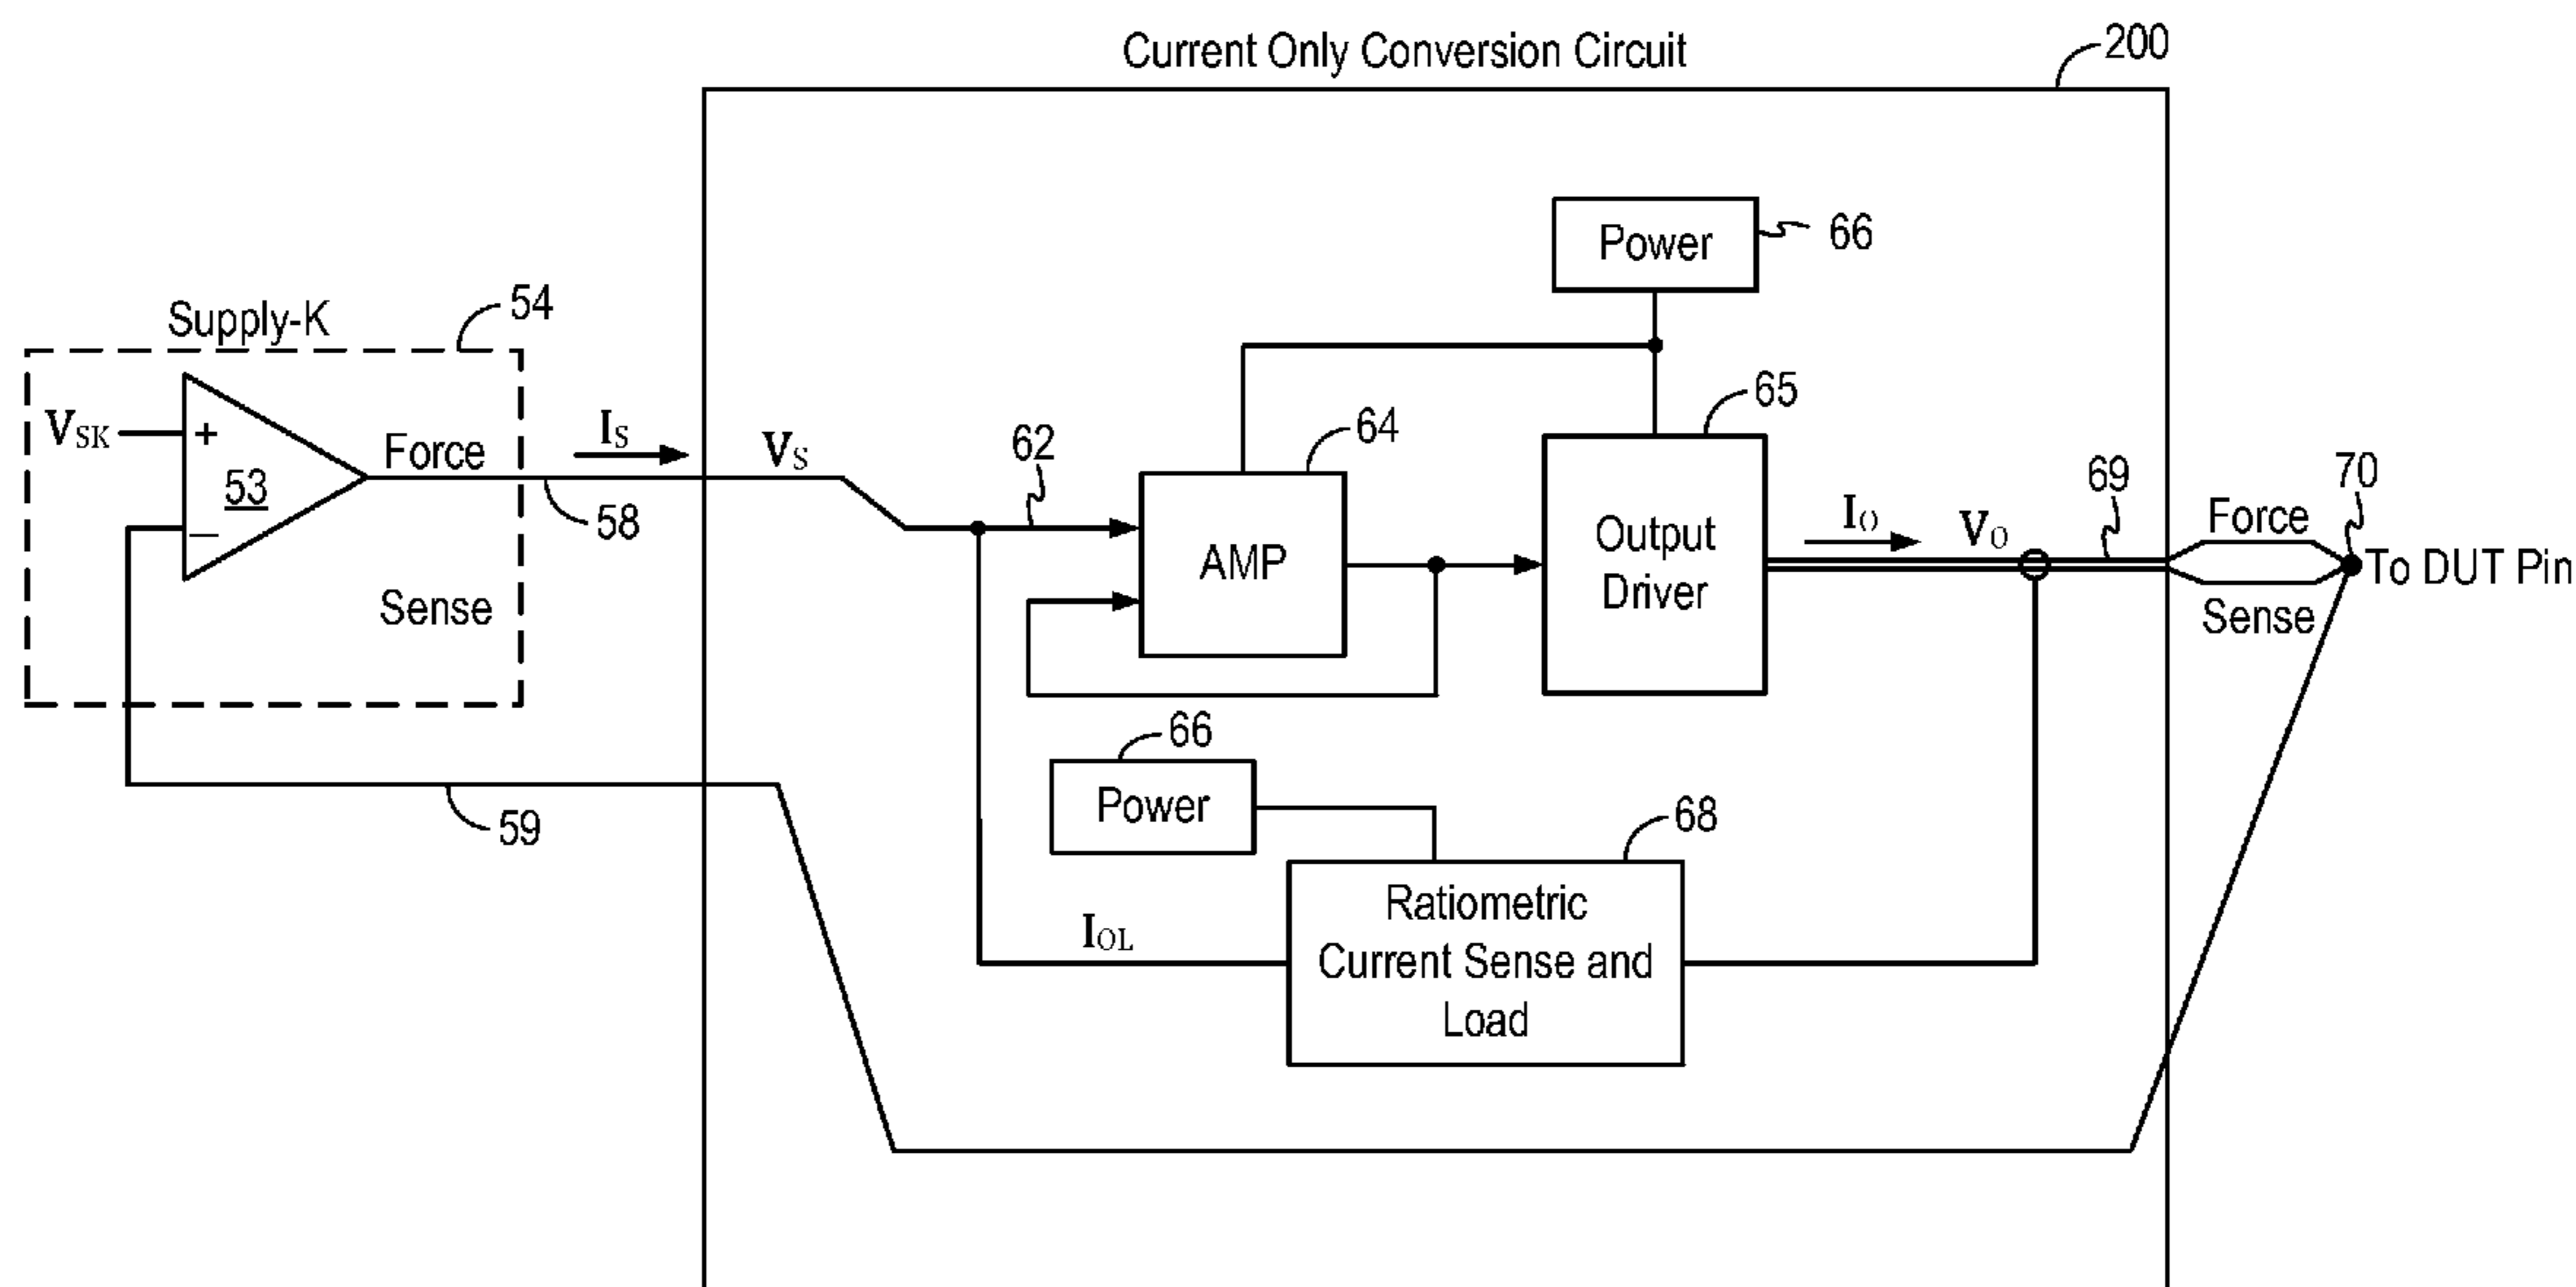 Current Only Conversion Circuit
200
Power
66
Supply-K
54
65
VSK
+
53
−
Force
IS
58
VS
62
64
AMP
Output
Driver
IO
VO
69
Force
70
To DUT Pin
Sense
Sense
66
Power
59
68
IOL
Ratiometric
Current Sense and
Load